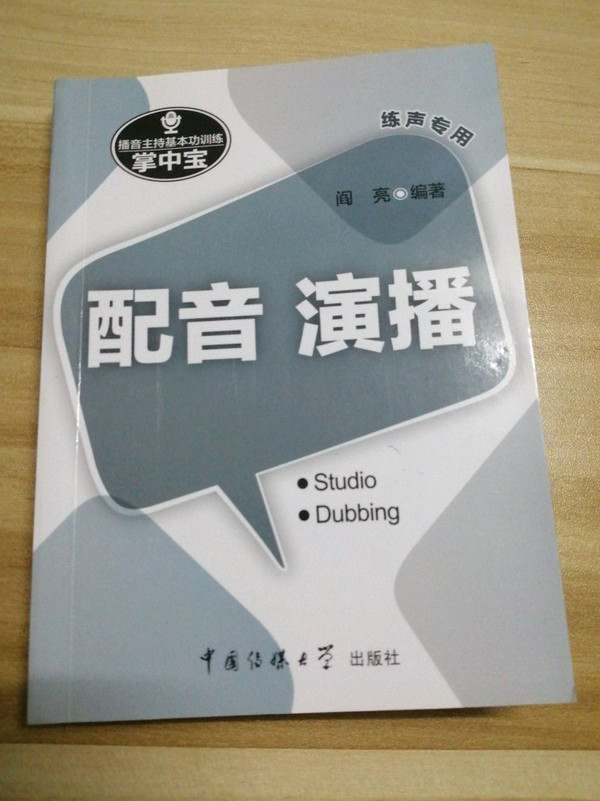 播音主持基本功训练
掌中宝
练声专用
阎 亮◎编著
配音 演播
• Studio
• Dubbing
中国传媒大学 出版社